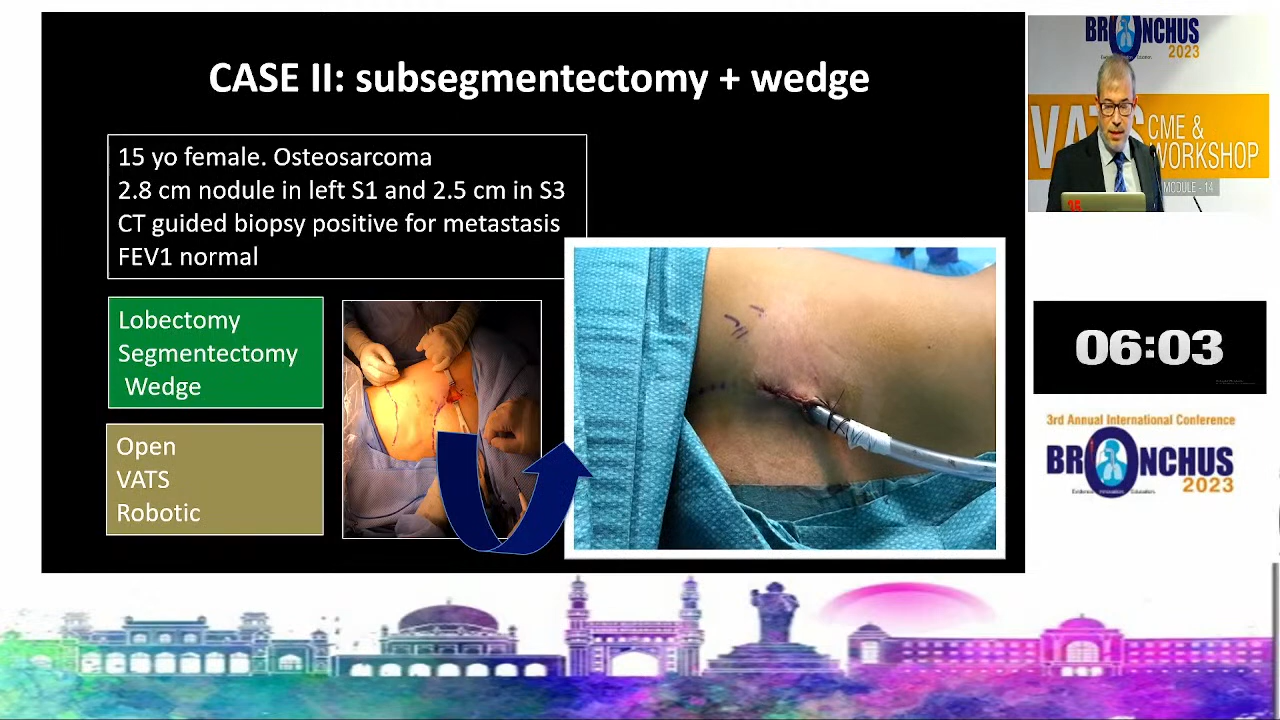 CASE II: subsegmentectomy + wedge
15 yo female. Osteosarcoma
2.8 cm nodule in left S1 and 2.5 cm in S3
CT guided biopsy positive for metastasis
FEV1 normal
Lobectomy
Segmentectomy
Wedge
Open
VATS
Robotic
BRONCHUS
2023
VATS CME &
WORKSHOP
MODULE - 14
06:03
3rd Annual International Conference
BRONCHUS
2023